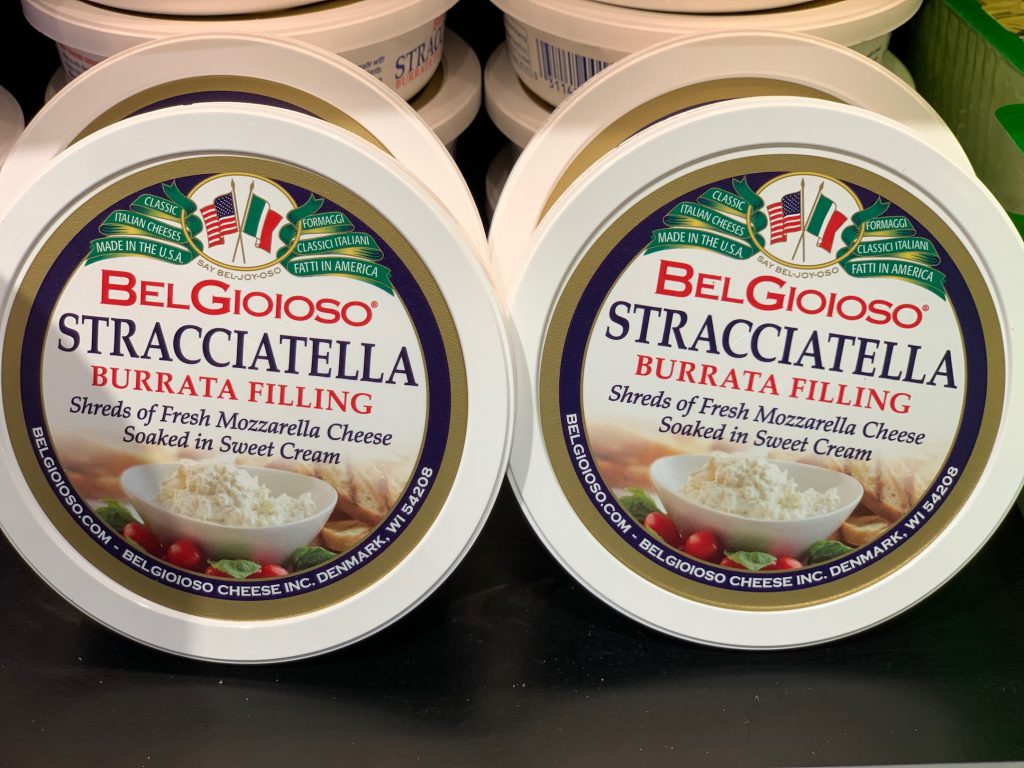 STRACC
BURRATA
CLASSIC
ITALIAN CHEESES
MADE IN THE U.S.A.
FORMAGGI
CLASSICI ITALIANI
FATTI IN AMERICA
SAY BEL-JOY-OSO
BELGIOIOSO®
STRACCIATELLA
BURRATA FILLING
Shreds of Fresh Mozzarella Cheese
Soaked in Sweet Cream
BELGIOIOSO.COM - BELGIOIOSO CHEESE INC. DENMARK, WI 54208
CLASSIC
ITALIAN CHEESES
MADE IN THE U.S.A.
FORMAGGI
CLASSICI ITALIANI
FATTI IN AMERICA
SAY BEL-JOY-OSO
BELGIOIOSO®
STRACCIATELLA
BURRATA FILLING
Shreds of Fresh Mozzarella Cheese
Soaked in Sweet Cream
BELGIOIOSO.COM - BELGIOIOSO CHEESE INC. DENMARK, WI 54208